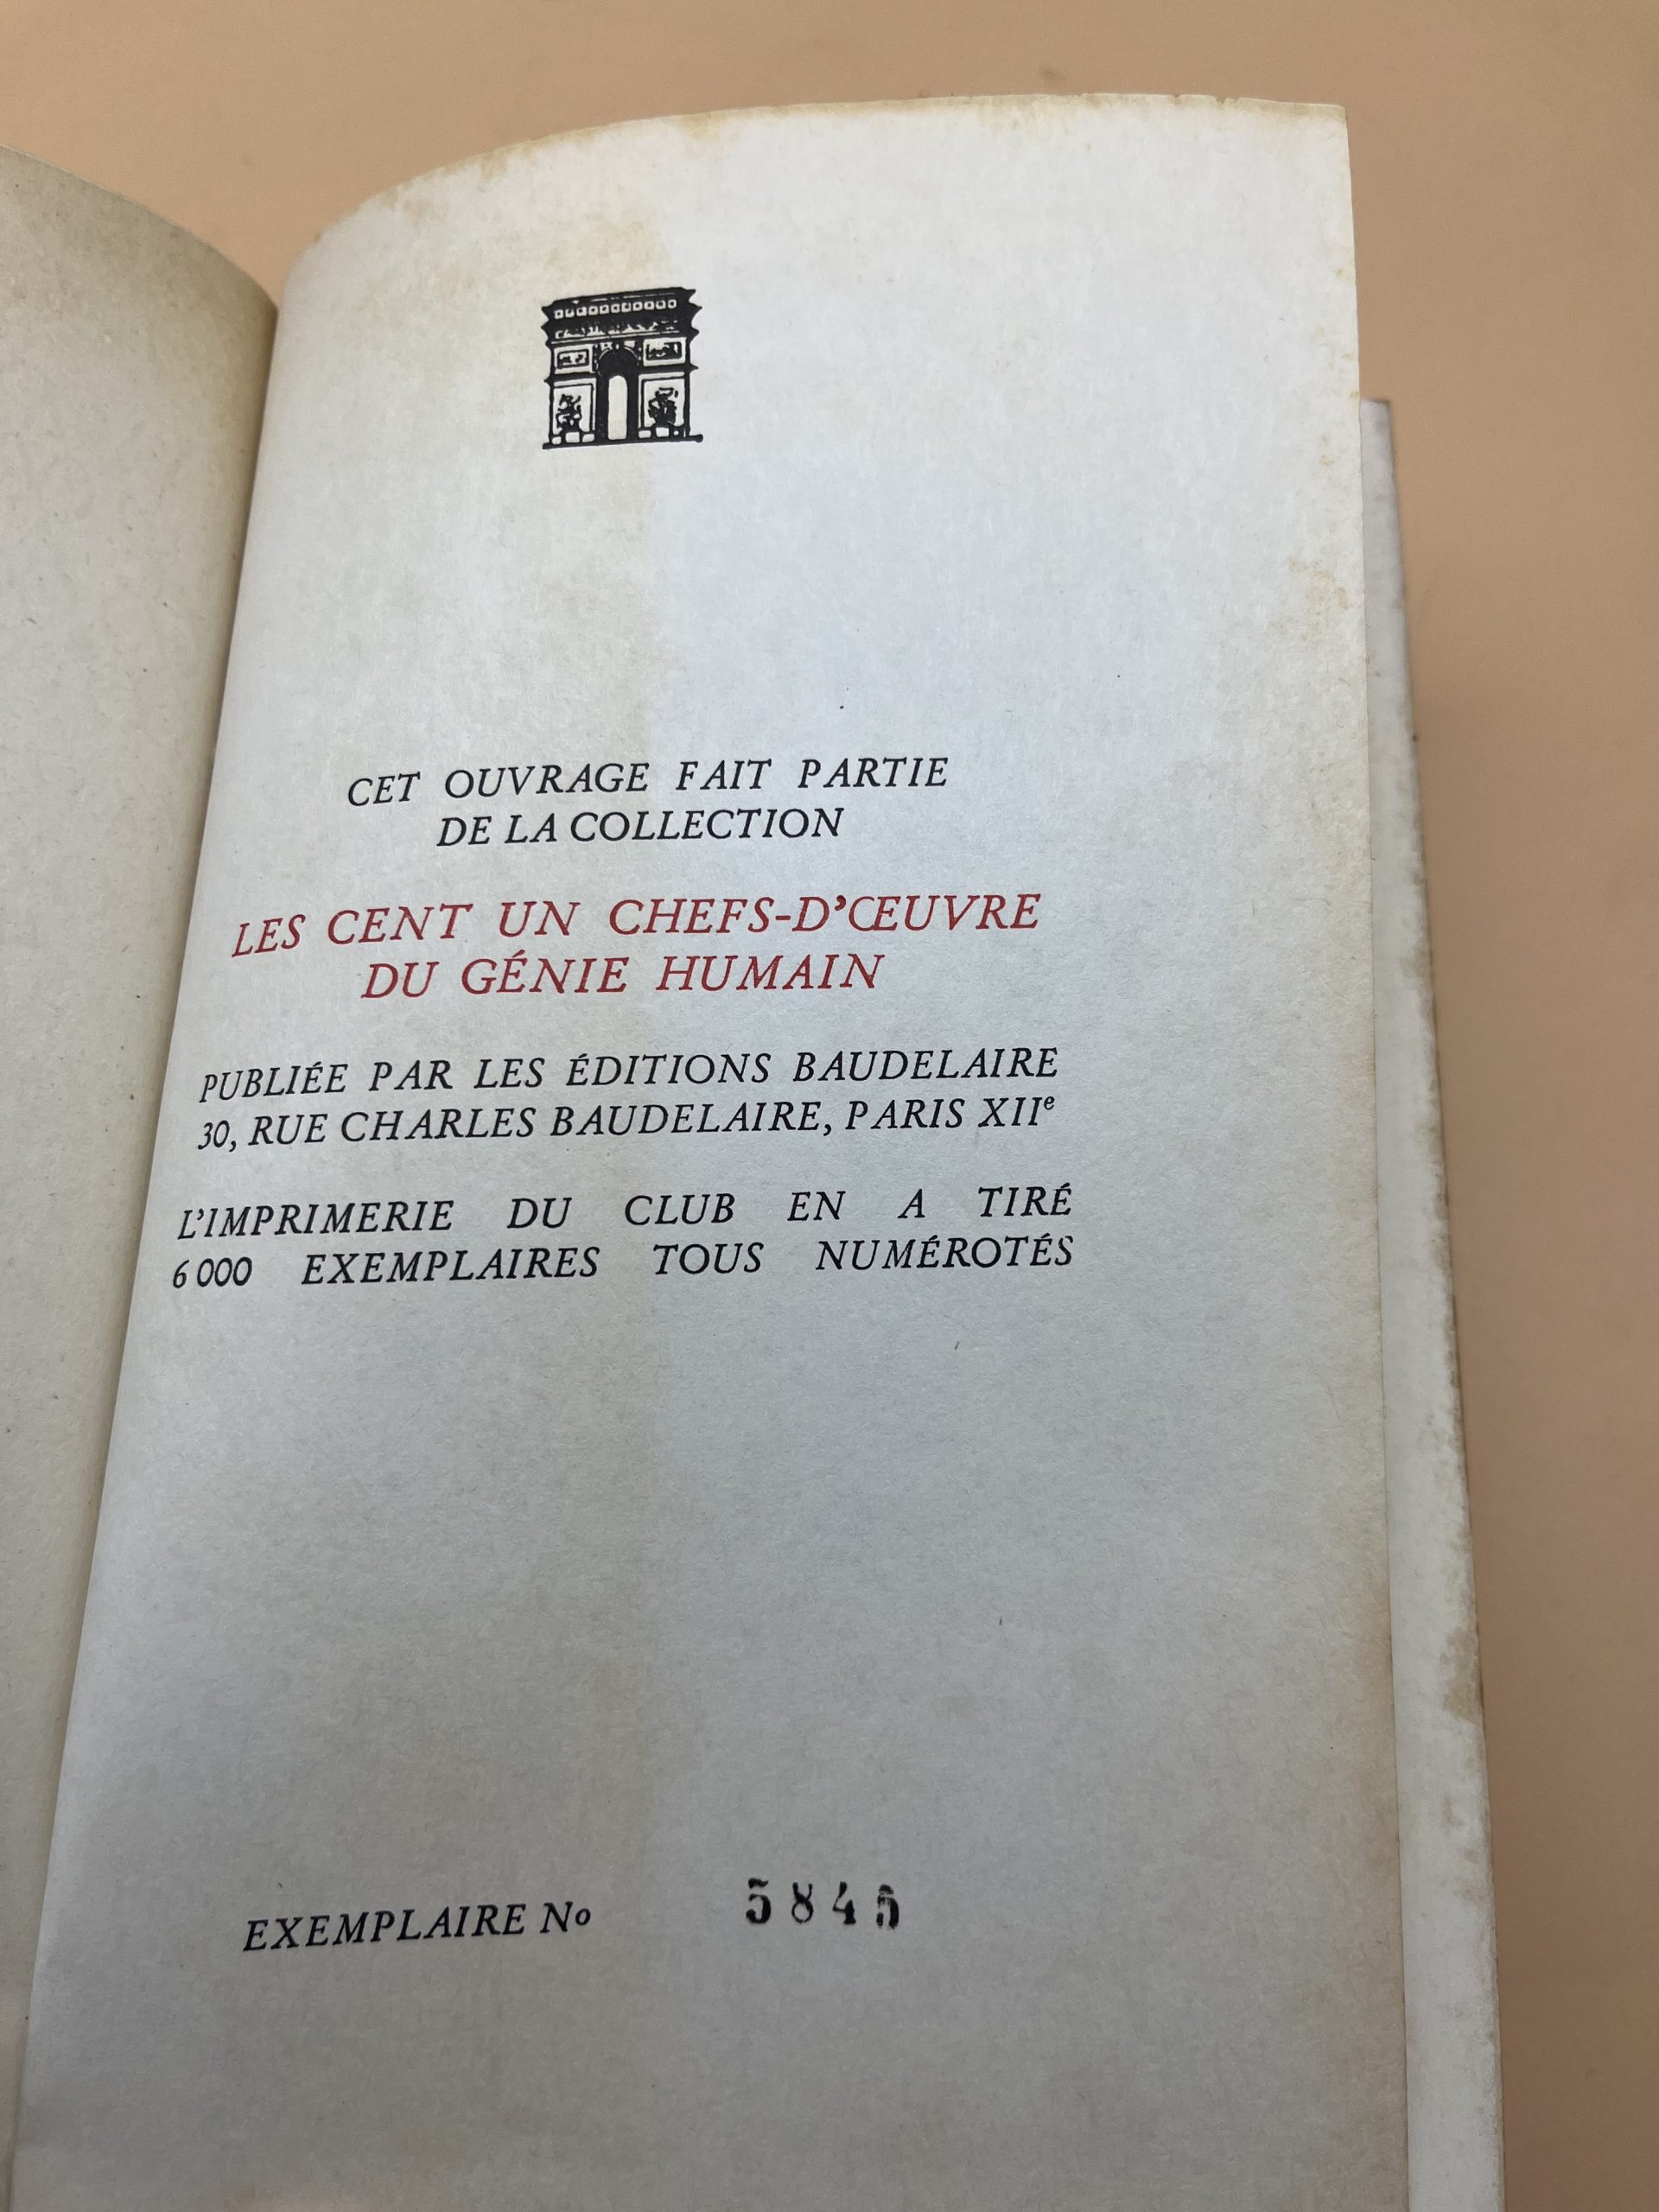 CET OUVRAGE FAIT PARTIE
DE LA COLLECTION
LES CENT UN CHEFS-D'ŒUVRE
DU GÉNIE HUMAIN
PUBLIÉE PAR LES ÉDITIONS BAUDELAIRE
30, RUE CHARLES BAUDELAIRE, PARIS XIIe
L'IMPRIMERIE DU CLUB EN A TIRÉ
6 000 EXEMPLAIRES TOUS NUMÉROTÉS
EXEMPLAIRE No 5845